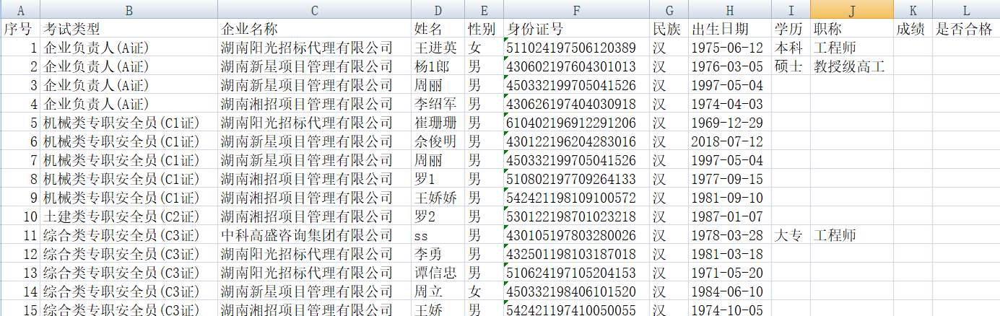 A B C D E F G H I J K L
序号 考试类型 企业名称 姓名 性别 身份证号 民族 出生日期 学历 职称 成绩 是否合格
1 企业负责人(A证) 湖南阳光招标代理有限公司 王进英 女 511024197506120389 汉 1975-06-12 本科 工程师
2 企业负责人(A证) 湖南新星项目管理有限公司 杨1郎 男 430602197604301013 汉 1976-03-05 硕士 教授级高工
3 企业负责人(A证) 湖南新星项目管理有限公司 周丽 男 450332199705041526 汉 1997-05-04
4 企业负责人(A证) 湖南湘招项目管理有限公司 李绍军 男 430626197404030918 汉 1974-04-03
5 机械类专职安全员(C1证) 湖南阳光招标代理有限公司 崔珊珊 男 610402196912291206 汉 1969-12-29
6 机械类专职安全员(C1证) 湖南新星项目管理有限公司 佘俊明 男 430122196204283016 汉 2018-07-12
7 机械类专职安全员(C1证) 湖南新星项目管理有限公司 周丽 男 450332199705041526 汉 1997-05-04
8 机械类专职安全员(C1证) 湖南湘招项目管理有限公司 罗1 男 510802197709264133 汉 1977-09-15
9 机械类专职安全员(C1证) 湖南湘招项目管理有限公司 王娇娇 男 542421198109100572 汉 1981-09-10
10 土建类专职安全员(C2证) 湖南湘招项目管理有限公司 罗2 男 530122198701023218 汉 1987-01-07
11 综合类专职安全员(C3证) 中科高盛咨询集团有限公司 ss 男 430105197803280026 汉 1978-03-28 大专 工程师
12 综合类专职安全员(C3证) 湖南阳光招标代理有限公司 李勇 男 432501198103187018 汉 1981-03-18
13 综合类专职安全员(C3证) 湖南阳光招标代理有限公司 谭信忠 男 510624197105204153 汉 1971-05-20
14 综合类专职安全员(C3证) 湖南新星项目管理有限公司 周立 女 450332198406101520 汉 1984-06-10
15 综合类专职安全员(C3证) 湖南湘招项目管理有限公司 王娇 男 542421197410050055 汉 1974-10-05